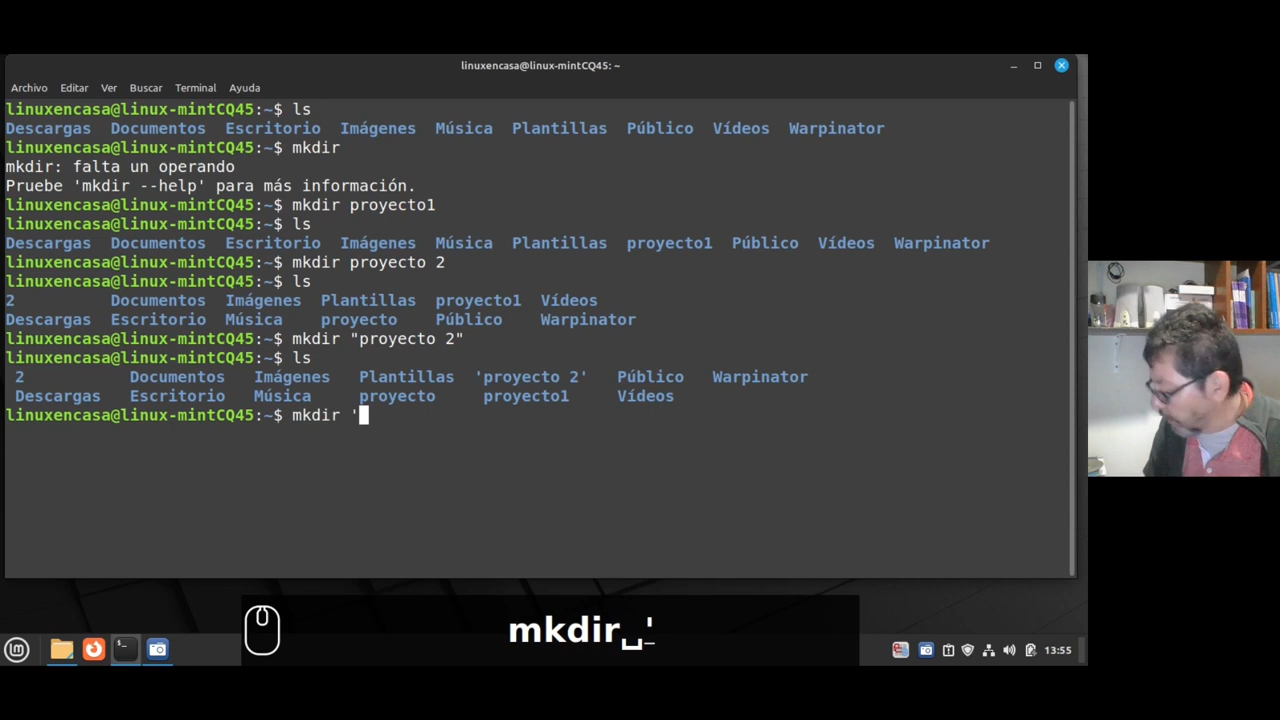 linuxencasa@linux-mintCQ45: ~
Archivo Editar Ver Buscar Terminal Ayuda
linuxencasa@linux-mintCQ45:~$ ls
Descargas Documentos Escritorio Imágenes Música Plantillas Público Vídeos Warpinator
linuxencasa@linux-mintCQ45:~$ mkdir
mkdir: falta un operando
Pruebe 'mkdir --help' para más información.
linuxencasa@linux-mintCQ45:~$ mkdir proyecto1
linuxencasa@linux-mintCQ45:~$ ls
Descargas Documentos Escritorio Imágenes Música Plantillas proyecto1 Público Vídeos Warpinator
linuxencasa@linux-mintCQ45:~$ mkdir proyecto 2
linuxencasa@linux-mintCQ45:~$ ls
2 Documentos Imágenes Plantillas proyecto1 Vídeos
Descargas Escritorio Música proyecto Público Warpinator
linuxencasa@linux-mintCQ45:~$ mkdir "proyecto 2"
linuxencasa@linux-mintCQ45:~$ ls
2 Documentos Imágenes Plantillas 'proyecto 2' Público Warpinator
Descargas Escritorio Música proyecto proyecto1 Vídeos
linuxencasa@linux-mintCQ45:~$ mkdir '
mkdir␣'
13:55